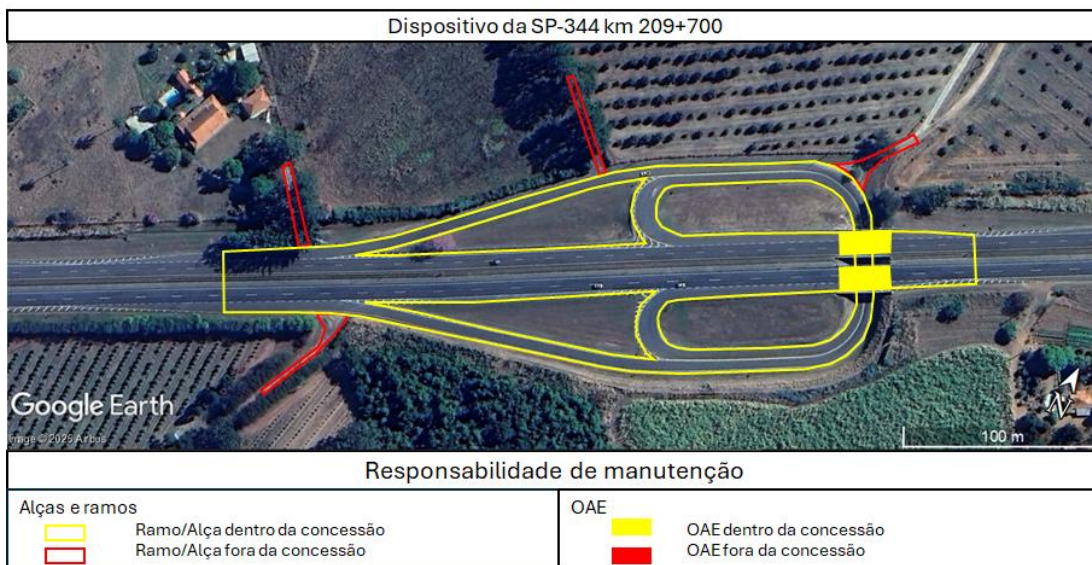 Dispositivo da SP-344 km 209+700
Google Earth
Image © 2025 Airbus
N
100 m
Responsabilidade de manutenção
Alças e ramos
Ramo/Alça dentro da concessão
Ramo/Alça fora da concessão
OAE
OAE dentro da concessão
OAE fora da concessão